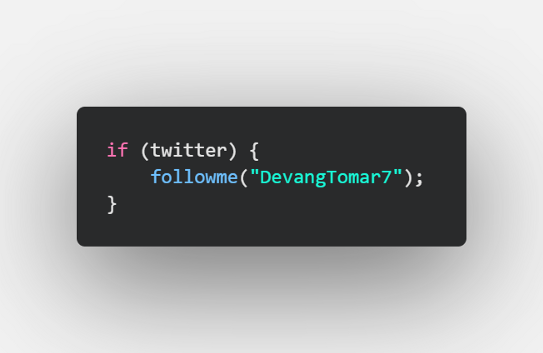 if (twitter) {
    followme("DevangTomar7");
}